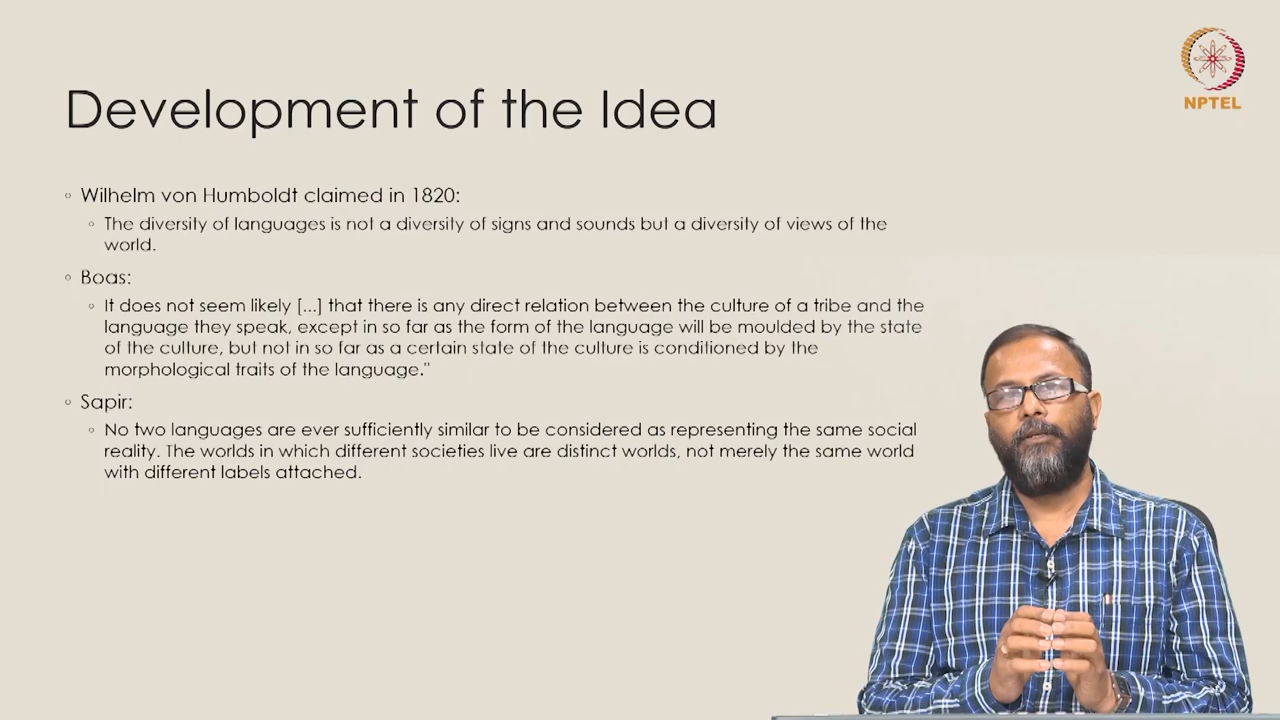 NPTEL
Development of the Idea
Wilhelm von Humboldt claimed in 1820:
The diversity of languages is not a diversity of signs and sounds but a diversity of views of the
world.
Boas:
It does not seem likely [...] that there is any direct relation between the culture of a tribe and the
language they speak, except in so far as the form of the language will be moulded by the state
of the culture, but not in so far as a certain state of the culture is conditioned by the
morphological traits of the language."
Sapir:
No two languages are ever sufficiently similar to be considered as representing the same social
reality. The worlds in which different societies live are distinct worlds, not merely the same world
with different labels attached.